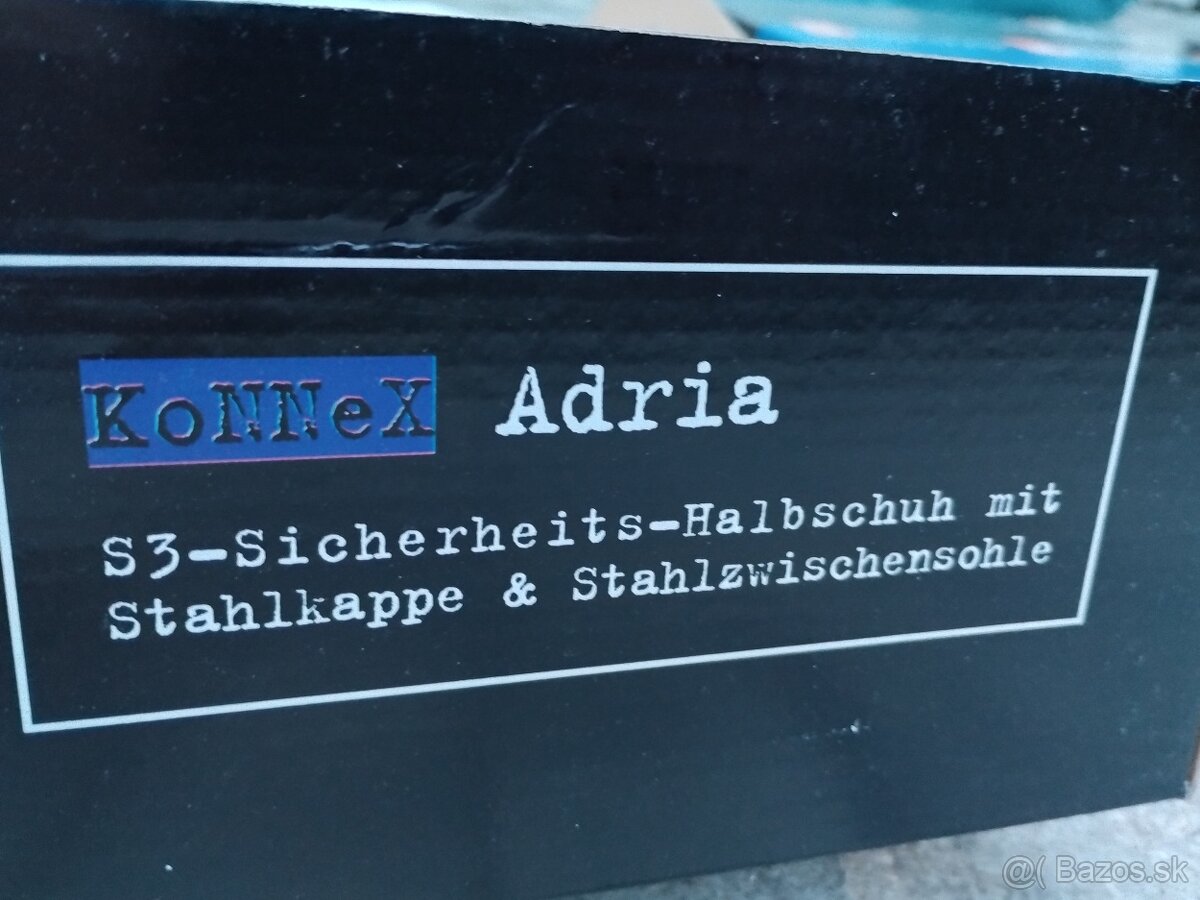 KoNNeX Adria
S3-Sicherheits-Halbschuh mit
Stahlkappe & Stahlzwischensohle
@( Bazos.sk